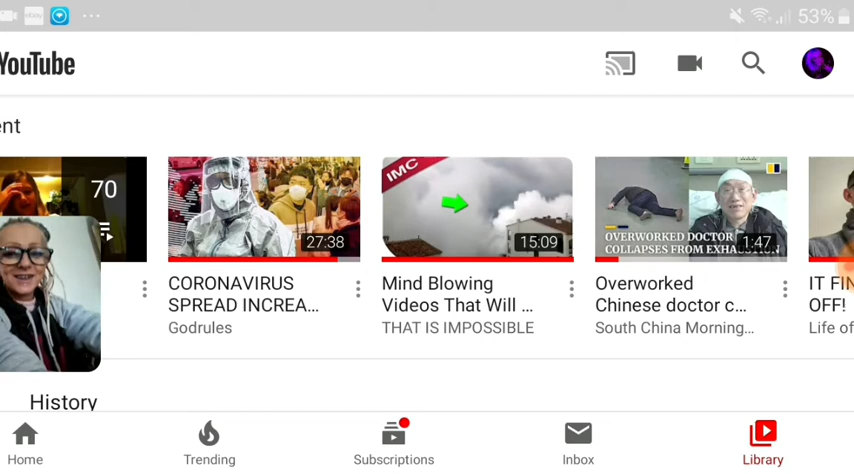 ebay
53%
YouTube
ent
70
IMC
27:38
15:09
OVERWORKED DOCTOR
COLLAPSES FROM EXHAUSTION
1:47
CORONAVIRUS
SPREAD INCREA...
Godrules
Mind Blowing
Videos That Will ...
THAT IS IMPOSSIBLE
Overworked
Chinese doctor c...
South China Morning...
IT FIN
OFF!
Life of
History
Home
Trending
Subscriptions
Inbox
Library